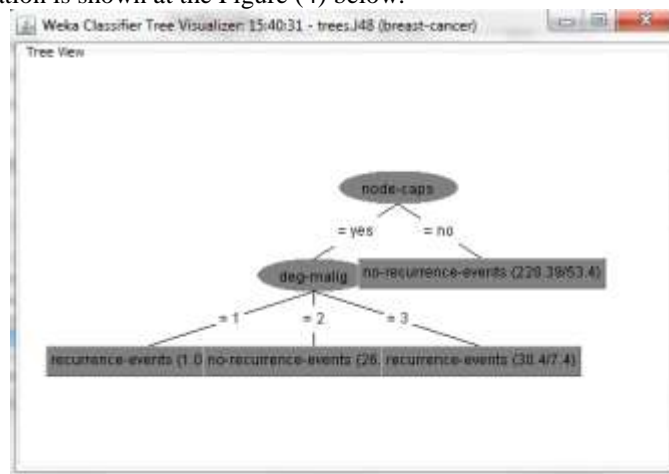 ation is shown at the Figure (4) below.
Weka Classifier Tree Visualizer: 15:40:31 - trees.J48 (breast-cancer)
Tree View
node-caps
= yes
= no
deg-malig
no-recurrence-events (228.39/53.4)
= 1
= 2
= 3
recurrence-events (1.0
no-recurrence-events (26.
recurrence-events (30.4/7.4)